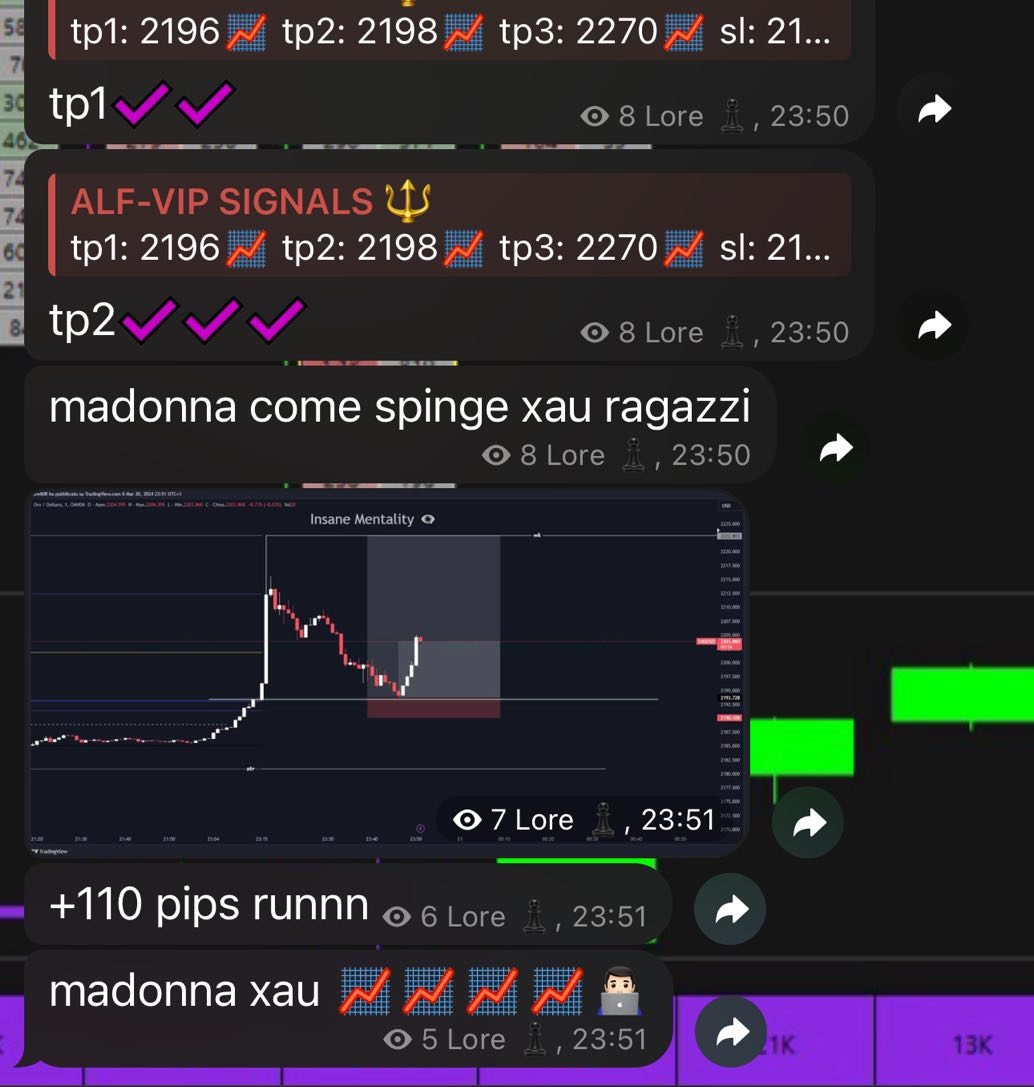 tp1: 2196📈 tp2: 2198📈 tp3: 2270📈 sl: 21...
tp1✔️✔️
8 Lore ♟️, 23:50
ALF-VIP SIGNALS 🔱
tp1: 2196📈 tp2: 2198📈 tp3: 2270📈 sl: 21...
tp2✔️✔️✔️
8 Lore ♟️, 23:50
madonna come spinge xau ragazzi
8 Lore ♟️, 23:50
Insane Mentality 👁
wk
atr
TradingView
7 Lore ♟️, 23:51
+110 pips runnn
6 Lore ♟️, 23:51
madonna xau 📈📈📈📈👨🏻‍💻
5 Lore ♟️, 23:51
13K